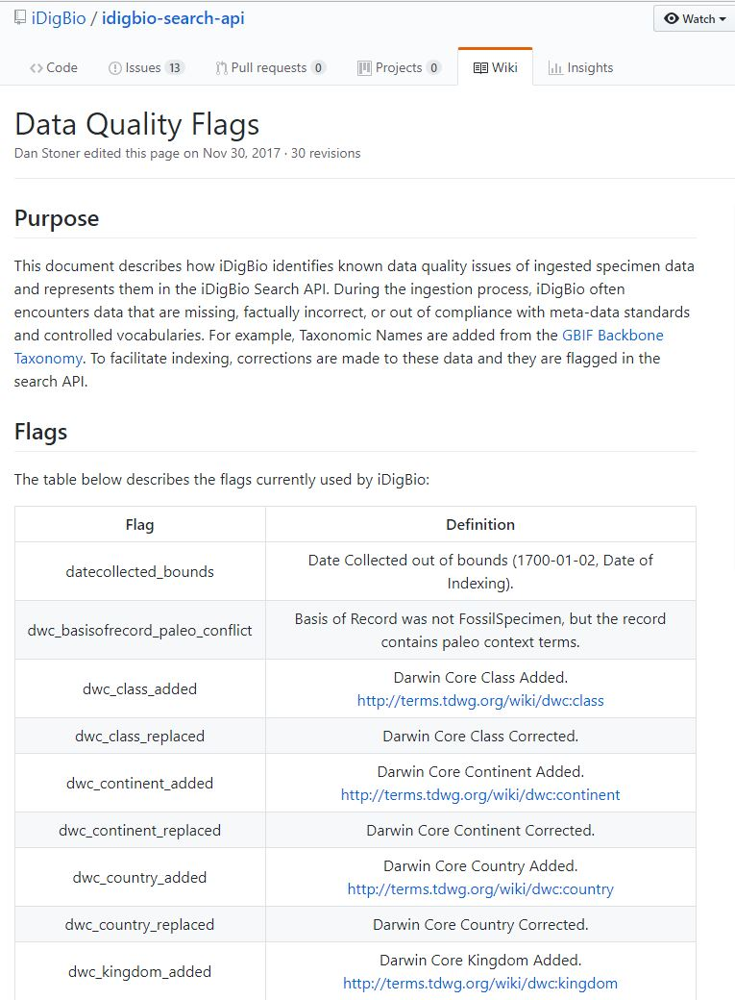 iDigBio / idigbio-search-api
Watch
Code
Issues 13
Pull requests 0
Projects 0
Wiki
Insights
Data Quality Flags
Dan Stoner edited this page on Nov 30, 2017 · 30 revisions
Purpose
This document describes how iDigBio identifies known data quality issues of ingested specimen data
and represents them in the iDigBio Search API. During the ingestion process, iDigBio often
encounters data that are missing, factually incorrect, or out of compliance with meta-data standards
and controlled vocabularies. For example, Taxonomic Names are added from the GBIF Backbone
Taxonomy. To facilitate indexing, corrections are made to these data and they are flagged in the
search API.
Flags
The table below describes the flags currently used by iDigBio:
Flag
Definition
datecollected_bounds
Date Collected out of bounds (1700-01-02, Date of
Indexing).
dwc_basisofrecord_paleo_conflict
Basis of Record was not FossilSpecimen, but the record
contains paleo context terms.
dwc_class_added
Darwin Core Class Added.
http://terms.tdwg.org/wiki/dwc:class
dwc_class_replaced
Darwin Core Class Corrected.
dwc_continent_added
Darwin Core Continent Added.
http://terms.tdwg.org/wiki/dwc:continent
dwc_continent_replaced
Darwin Core Continent Corrected.
dwc_country_added
Darwin Core Country Added.
http://terms.tdwg.org/wiki/dwc:country
dwc_country_replaced
Darwin Core Country Corrected.
dwc_kingdom_added
Darwin Core Kingdom Added.
http://terms.tdwg.org/wiki/dwc:kingdom